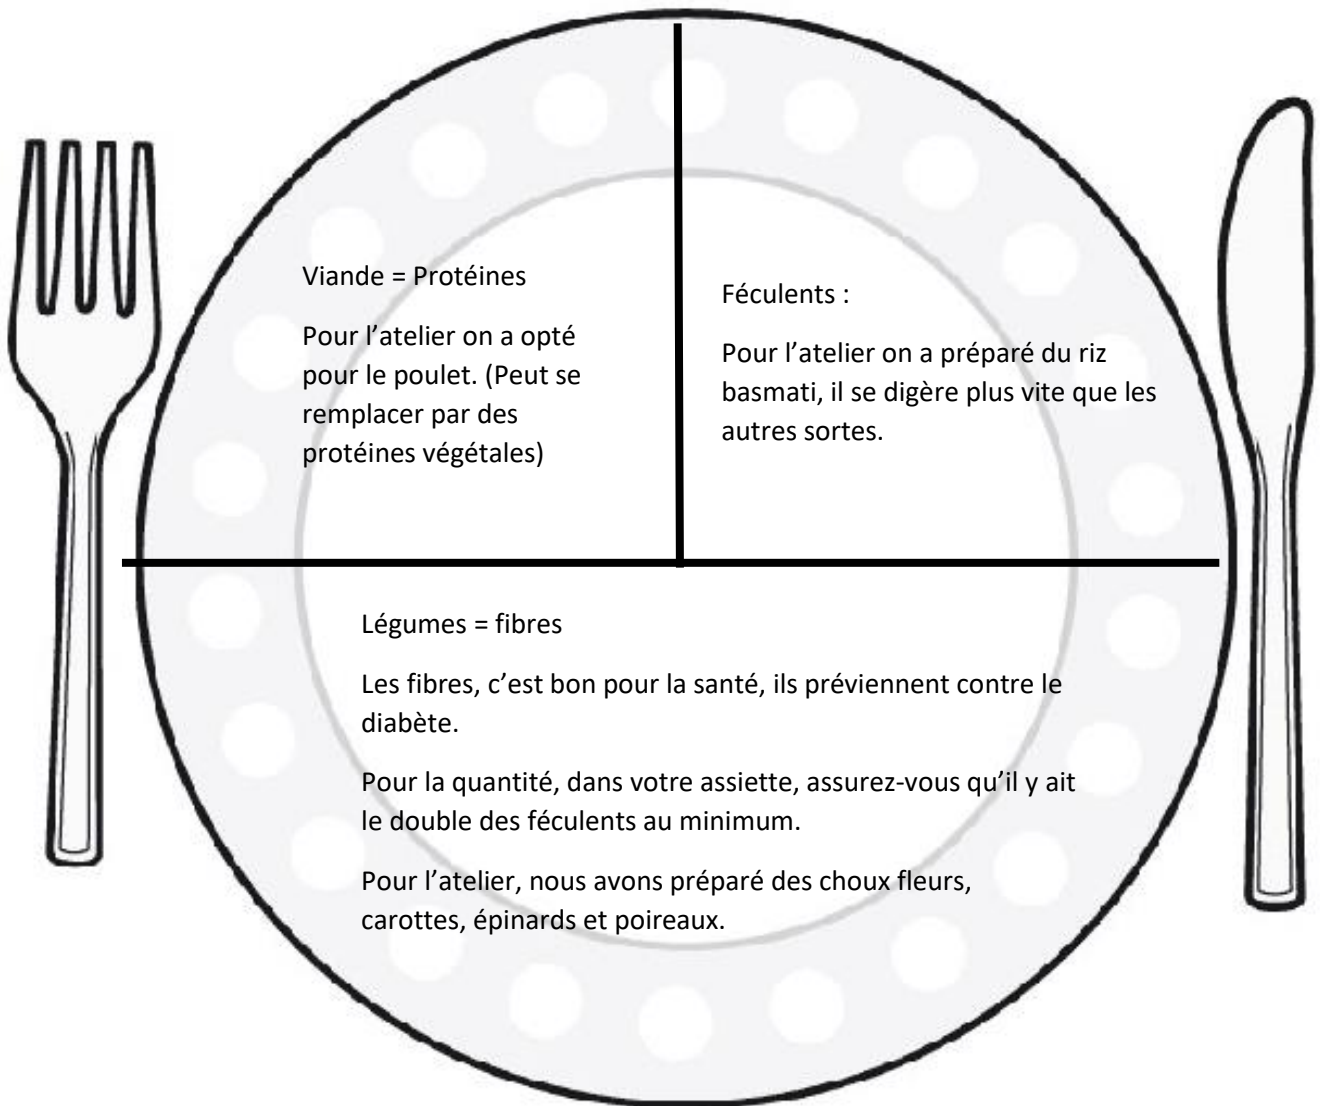 Viande = Protéines
Pour l’atelier on a opté
pour le poulet. (Peut se
remplacer par des
protéines végétales)
Féculents :
Pour l’atelier on a préparé du riz
basmati, il se digère plus vite que les
autres sortes.
Légumes = fibres
Les fibres, c’est bon pour la santé, ils préviennent contre le
diabète.
Pour la quantité, dans votre assiette, assurez-vous qu’il y ait
le double des féculents au minimum.
Pour l’atelier, nous avons préparé des choux fleurs,
carottes, épinards et poireaux.